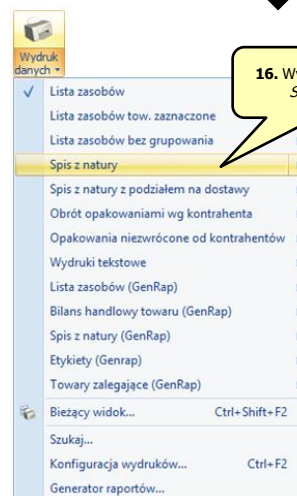 Wydruk
danych
16. W
S
Lista zasobów
Lista zasobów tow. zaznaczone
Lista zasobów bez grupowania
Spis z natury
Spis z natury z podziałem na dostawy
Obrót opakowaniami wg kontrahenta
Opakowania niezwrócone od kontrahentów
Wydruki tekstowe
Lista zasobów (GenRap)
Bilans handlowy towaru (GenRap)
Spis z natury (GenRap)
Etykiety (Genrap)
Towary zalegające (GenRap)
Bieżący widok... Ctrl+Shift+F2
Szukaj...
Konfiguracja wydruków... Ctrl+F2
Generator raportów...